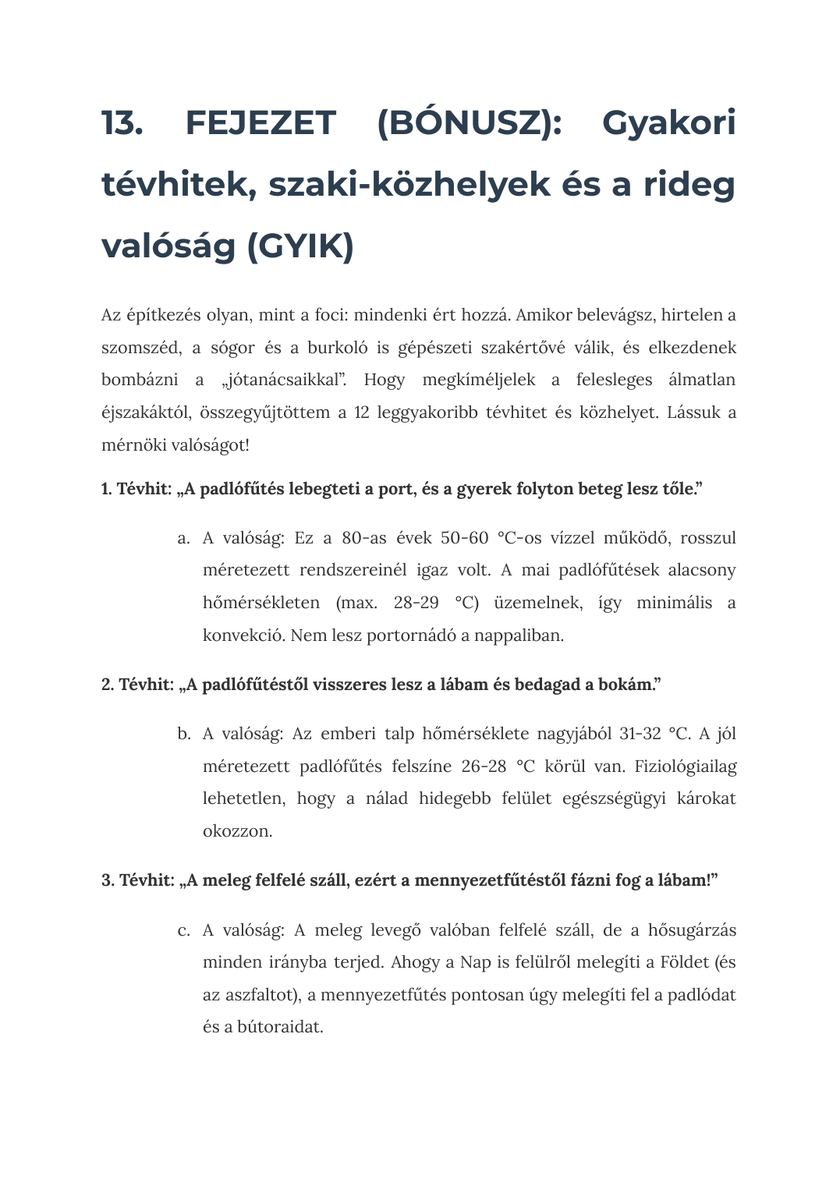 13. FEJEZET (BÓNUSZ): Gyakori
tévhitek, szaki-közhelyek és a rideg
valóság (GYIK)
Az építkezés olyan, mint a foci: mindenki ért hozzá. Amikor belevágsz, hirtelen a
szomszéd, a sógor és a burkoló is gépészeti szakértővé válik, és elkezdenek
bombázni a „jótanácsaikkal”. Hogy megkíméljelek a felesleges álmatlan
éjszakáktól, összegyűjtöttem a 12 leggyakoribb tévhitet és közhelyet. Lássuk a
mérnöki valóságot!
1. Tévhit: „A padlófűtés lebegteti a port, és a gyerek folyton beteg lesz tőle.”
a. A valóság: Ez a 80-as évek 50-60 °C-os vízzel működő, rosszul
méretezett rendszereinél igaz volt. A mai padlófűtések alacsony
hőmérsékleten (max. 28-29 °C) üzemelnek, így minimális a
konvekció. Nem lesz portornádó a nappaliban.
2. Tévhit: „A padlófűtéstől visszeres lesz a lábam és bedagad a bokám.”
b. A valóság: Az emberi talp hőmérséklete nagyjából 31-32 °C. A jól
méretezett padlófűtés felszíne 26-28 °C körül van. Fiziológiailag
lehetetlen, hogy a nálad hidegebb felület egészségügyi károkat
okozzon.
3. Tévhit: „A meleg felfelé száll, ezért a mennyezetfűtéstől fázni fog a lábam!”
c. A valóság: A meleg levegő valóban felfelé száll, de a hősugárzás
minden irányba terjed. Ahogy a Nap is felülről melegíti a Földet (és
az aszfaltot), a mennyezetfűtés pontosan úgy melegíti fel a padlódat
és a bútoraidat.